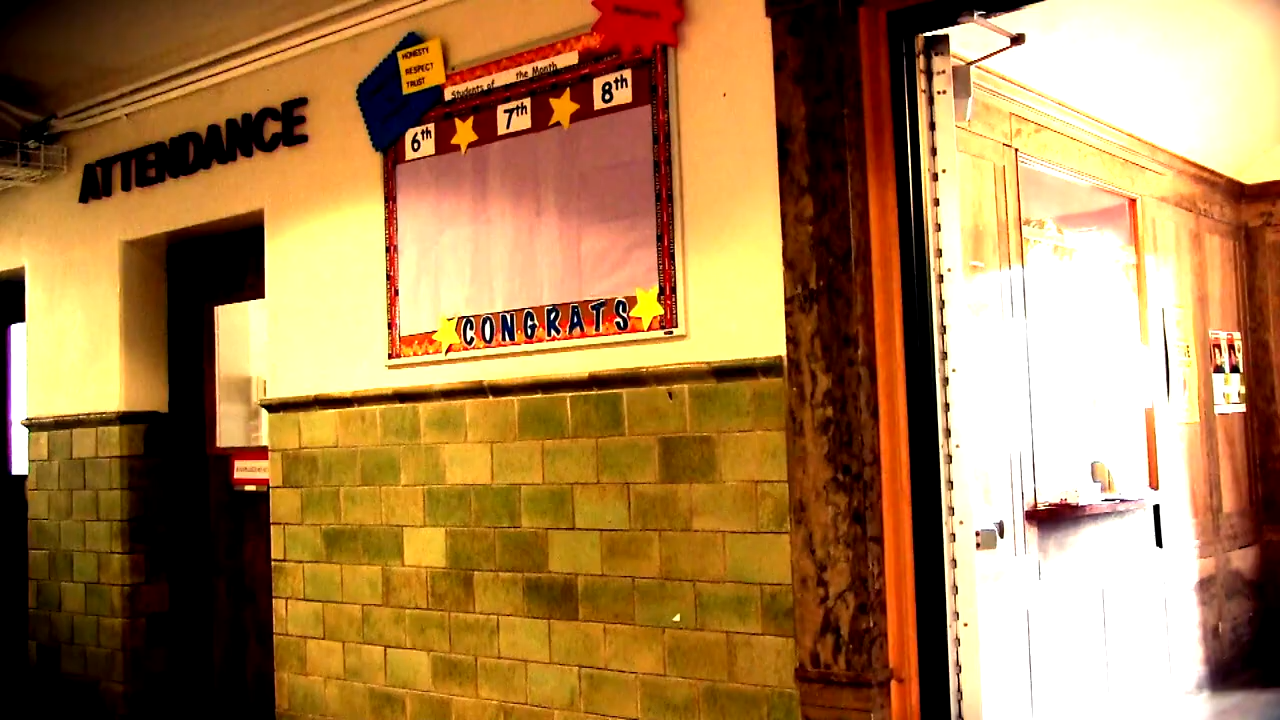 ATTENDANCE
HONESTY
RESPECT
TRUST
Students of the Month
6th
7th
8th
CONGRATS